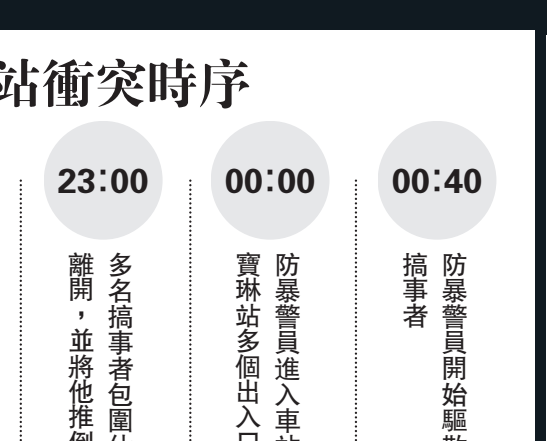 站衝突時序
23:00
多名搞事者包圍
離開，並將他推倒
00:00
防暴警員進入車站
寶琳站多個出入口
00:40
防暴警員開始驅散
搞事者